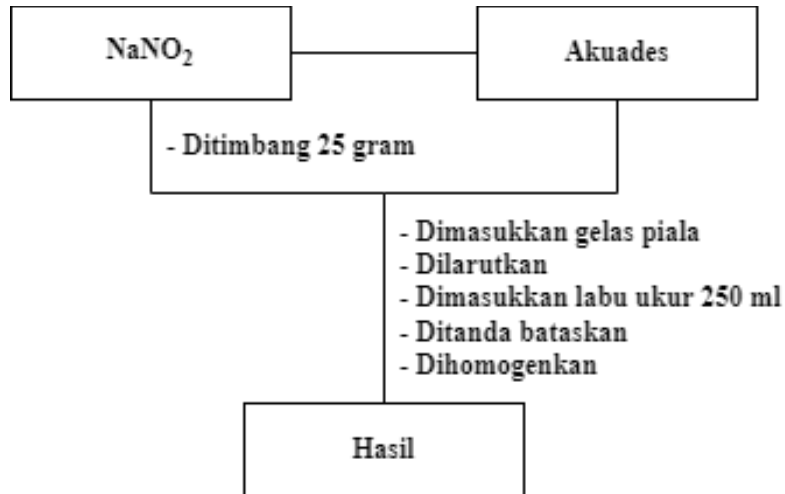 NaNO₂
Akuades
- Ditimbang 25 gram
- Dimasukkan gelas piala
- Dilarutkan
- Dimasukkan labu ukur 250 ml
- Ditanda bataskan
- Dihomogenkan
Hasil